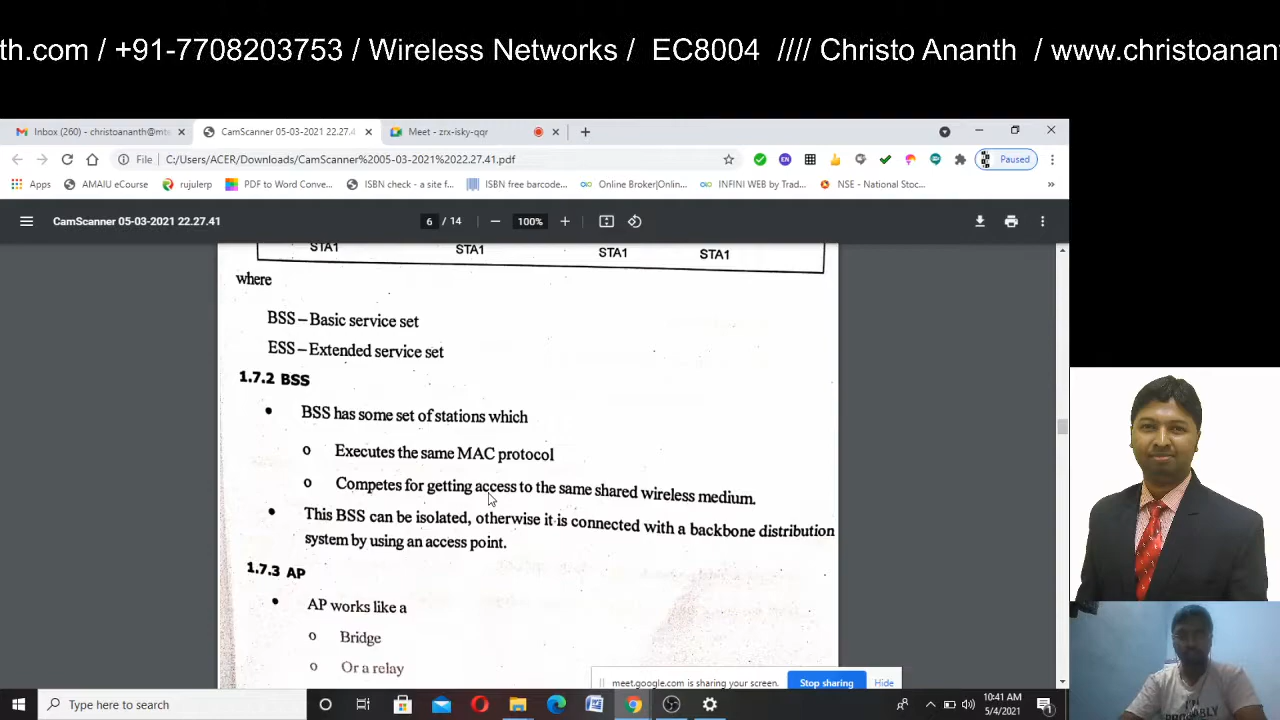 th.com / +91-7708203753 / Wireless Networks / EC8004 //// Christo Ananth / www.christoanan
Inbox (260) - christoananth@mt
CamScanner 05-03-2021 22.27.4
Meet - zrx-isky-qqr
File
C:/Users/ACER/Downloads/CamScanner%2005-03-2021%2022.27.41.pdf
EN
Paused
Apps
AMAIU eCourse
rujulerp
PDF to Word Conve...
ISBN check - a site f...
ISBN free barcode...
Online Broker|Onlin...
INFINI WEB by Trad...
NSE - National Stoc...
CamScanner 05-03-2021 22.27.41
6 / 14
100%
STA1 STA1 STA1 STA1
where
BSS – Basic service set
ESS – Extended service set
1.7.2 BSS
• BSS has some set of stations which
o Executes the same MAC protocol
o Competes for getting access to the same shared wireless medium.
• This BSS can be isolated, otherwise it is connected with a backbone distribution
system by using an access point.
1.7.3 AP
• AP works like a
o Bridge
o Or a relay
meet.google.com is sharing your screen.
Stop sharing
Hide
Type here to search
10:41 AM
5/4/2021
PROBABLY